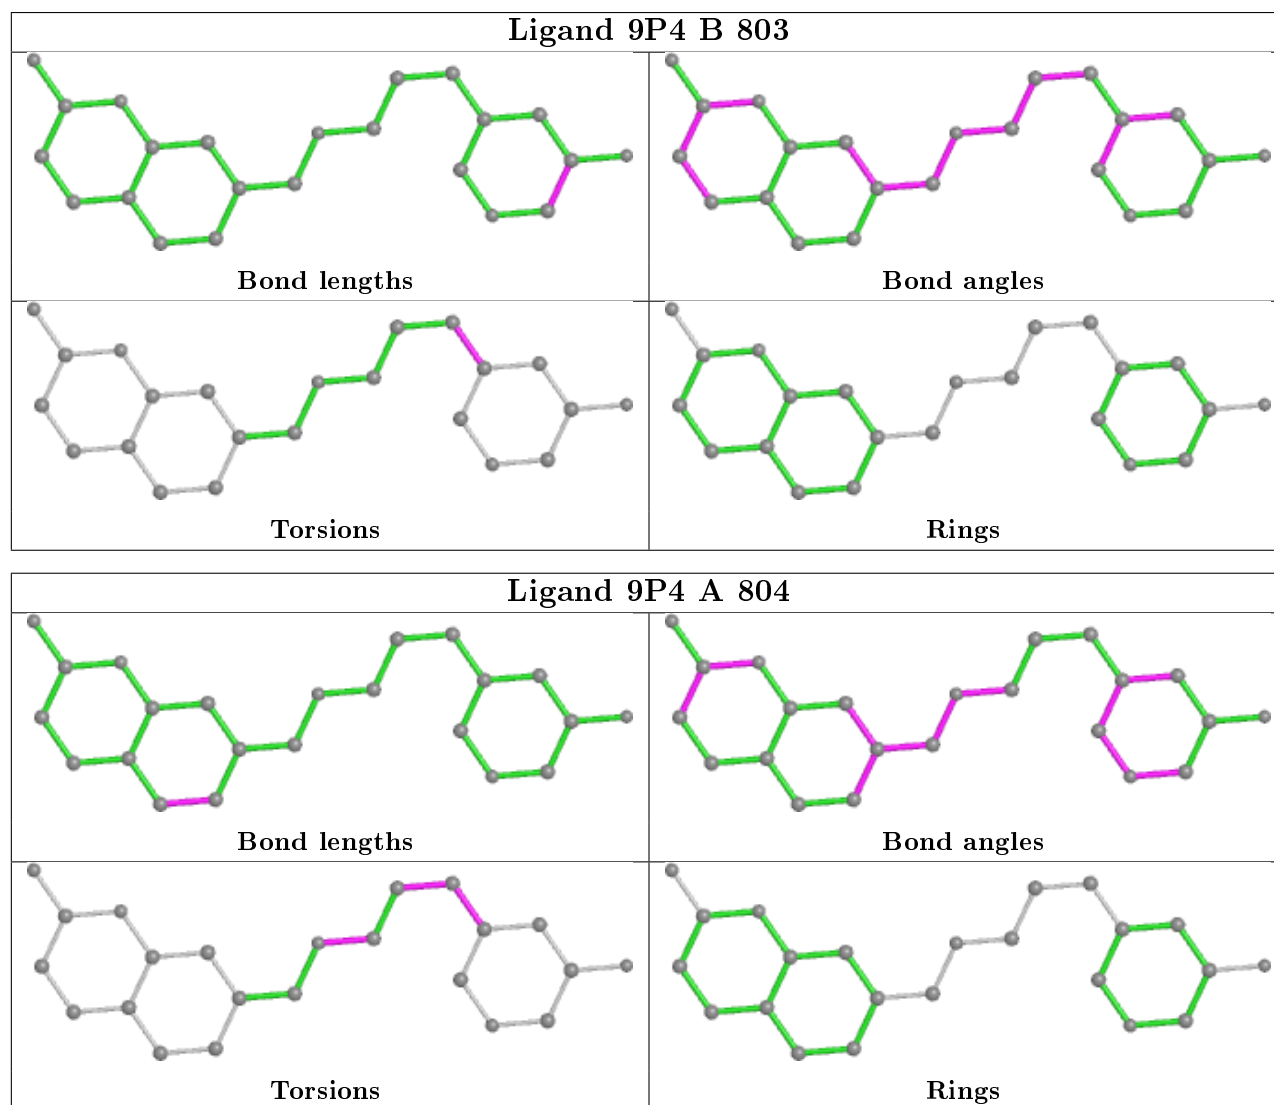 Ligand 9P4 B 803
Bond lengths
Bond angles
Torsions
Rings
Ligand 9P4 A 804
Bond lengths
Bond angles
Torsions
Rings